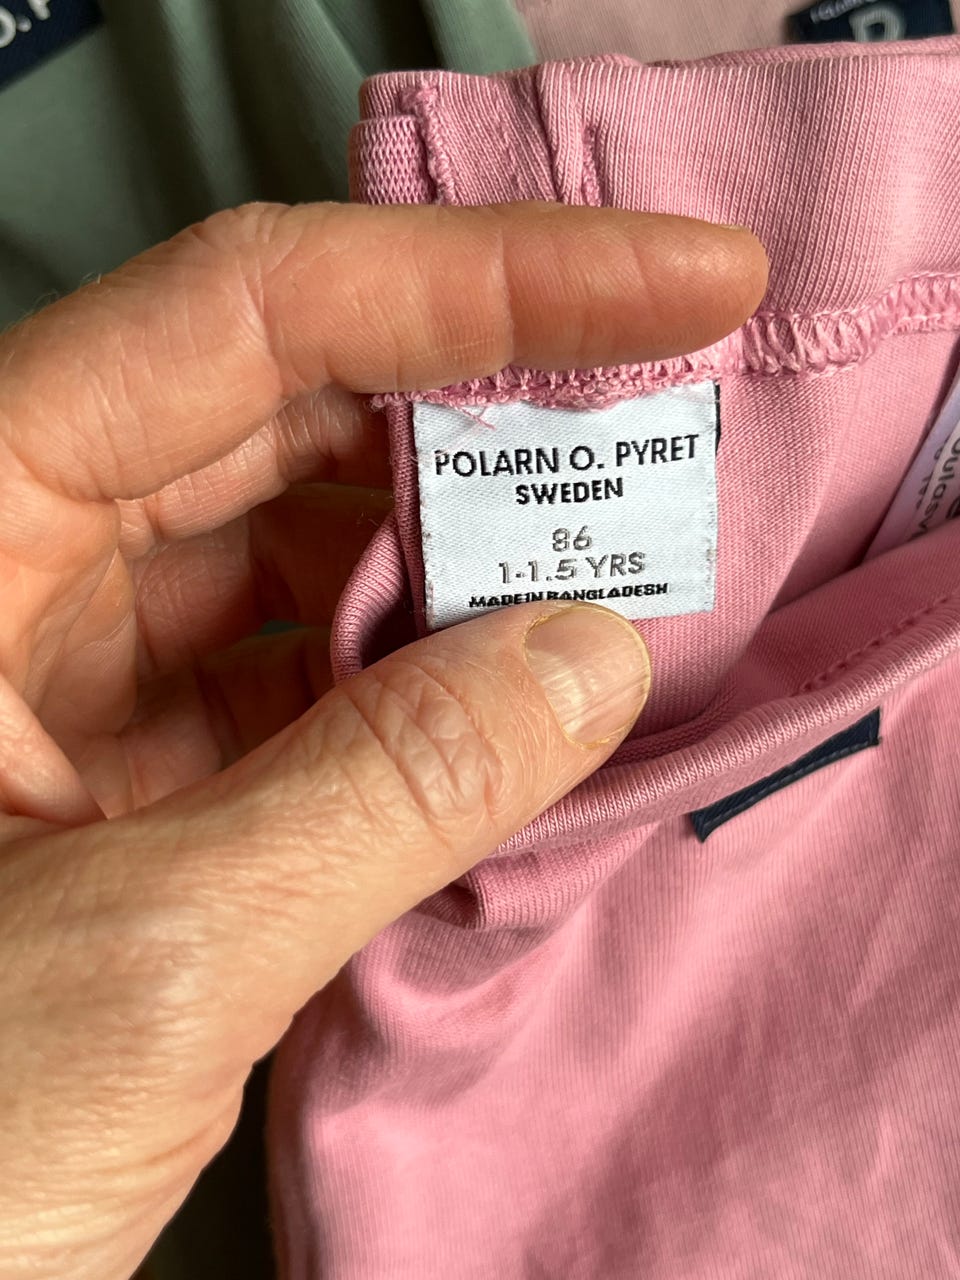 POLARN O. PYRET
SWEDEN
86
1-1.5 YRS
MADE IN BANGLADESH